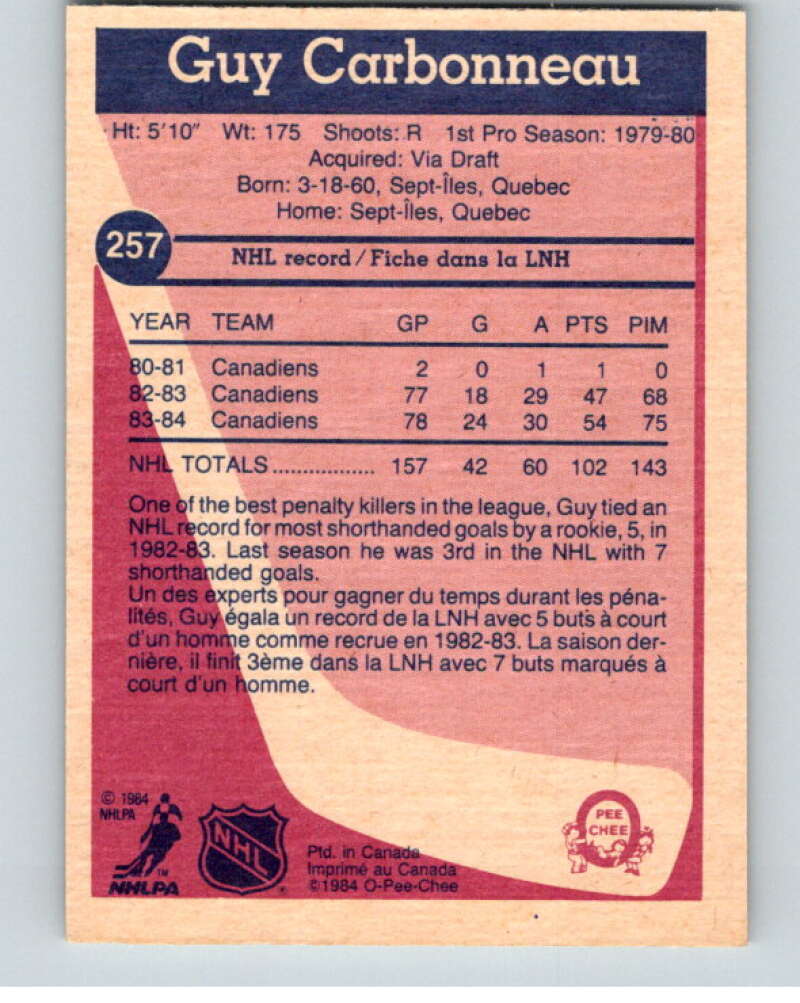 Guy Carbonneau
Ht: 5'10" Wt: 175 Shoots: R 1st Pro Season: 1979-80
Acquired: Via Draft
Born: 3-18-60, Sept-Îles, Quebec
Home: Sept-Îles, Quebec
257
NHL record / Fiche dans la LNH
YEAR TEAM GP G A PTS PIM
80-81 Canadiens 2 0 1 1 0
82-83 Canadiens 77 18 29 47 68
83-84 Canadiens 78 24 30 54 75
NHL TOTALS................. 157 42 60 102 143
One of the best penalty killers in the league, Guy tied an
NHL record for most shorthanded goals by a rookie, 5, in
1982-83. Last season he was 3rd in the NHL with 7
shorthanded goals.
Un des experts pour gagner du temps durant les péna-
lités, Guy égala un record de la LNH avec 5 buts à court
d'un homme comme recrue en 1982-83. La saison der-
nière, il finit 3ème dans la LNH avec 7 buts marqués à
court d'un homme.
© 1984
NHLPA
TM
NHLPA
NHL
Ptd. in Canada
Imprimé au Canada
©1984 O-Pee-Chee
PEE
CHEE